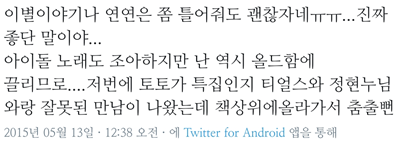 이별이야기나 연연은 쫌 틀어줘도 괜찮자네ㅠㅠ...진짜
좋단 말이야...
아이돌 노래도 조아하지만 난 역시 올드함에
끌리므로....저번에 토토가 특집인지 티얼스와 정현누님
와랑 잘못된 만남이 나왔는데 책상위에올라가서 춤출뻔
2015년 05월 13일 · 12:38 오전 · 에 Twitter for Android 앱을 통해